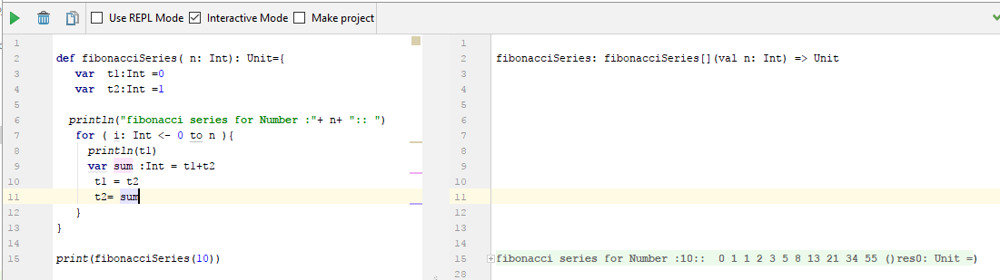 Use REPL Mode Interactive Mode Make project
1
2 def fibonacciSeries( n: Int): Unit={
3 var t1:Int =0
4 var t2:Int =1
5
6 println("fibonacci series for Number :"+ n+ ":: ")
7 for ( i: Int <- 0 to n ){
8 println(t1)
9 var sum :Int = t1+t2
10 t1 = t2
11 t2= sum
12 }
13 }
14
15 print(fibonacciSeries(10))
1
2 fibonacciSeries: fibonacciSeries[](val n: Int) => Unit
3
4
5
6
7
8
9
10
11
12
13
14
15 fibonacci series for Number :10:: 0 1 1 2 3 5 8 13 21 34 55 ()res0: Unit =)
28